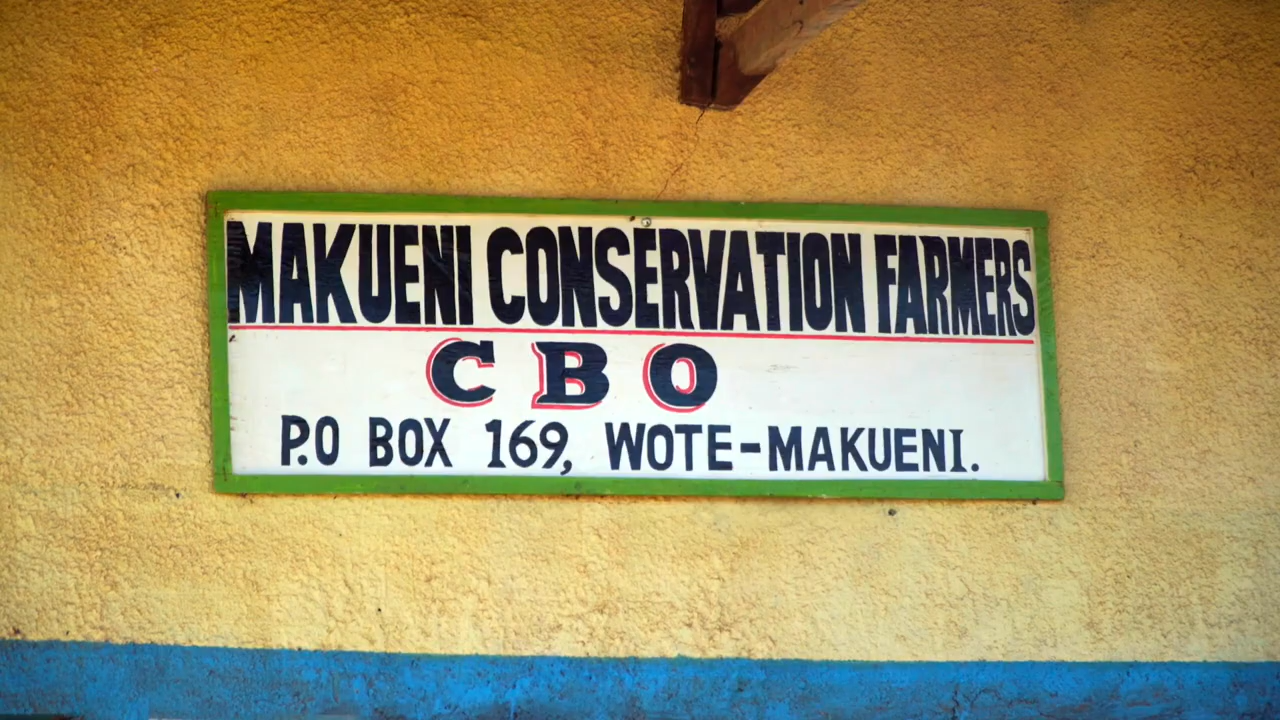 MAKUENI CONSERVATION FARMERS
CBO
P.O BOX 169, WOTE-MAKUENI.